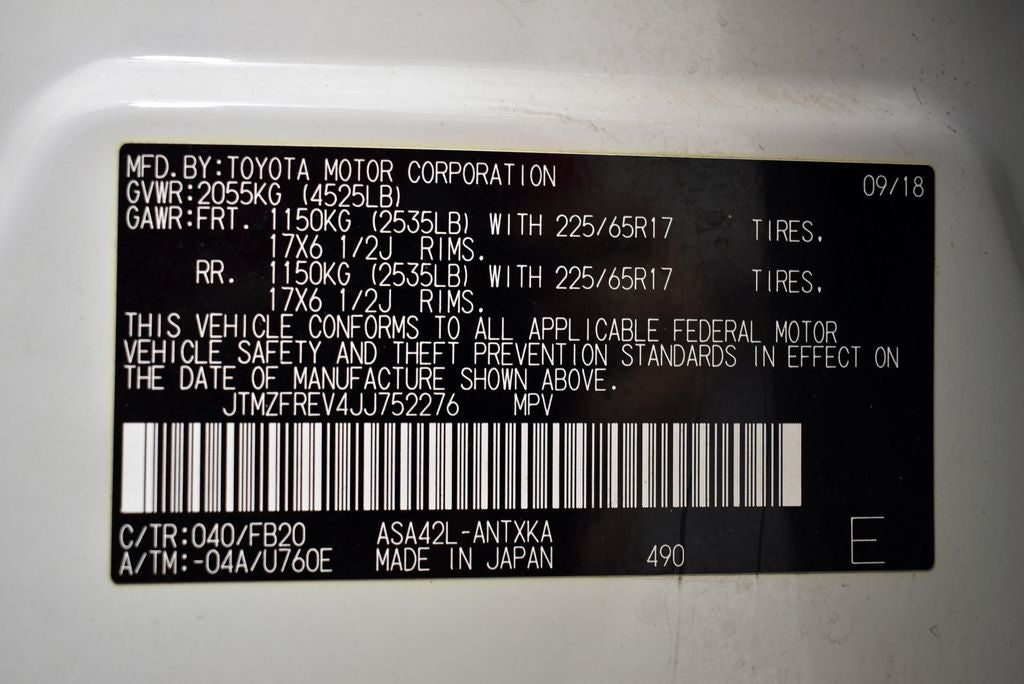 MFD.BY:TOYOTA MOTOR CORPORATION 09/18
GVWR:2055KG (4525LB)
GAWR:FRT. 1150KG (2535LB) WITH 225/65R17 TIRES.
17X6 1/2J RIMS.
RR. 1150KG (2535LB) WITH 225/65R17 TIRES.
17X6 1/2J RIMS.
THIS VEHICLE CONFORMS TO ALL APPLICABLE FEDERAL MOTOR
VEHICLE SAFETY AND THEFT PREVENTION STANDARDS IN EFFECT ON
THE DATE OF MANUFACTURE SHOWN ABOVE.
JTMZFREV4JJ752276 MPV
C/TR:040/FB20 ASA42L-ANTXKA
A/TM:-04A/U760E MADE IN JAPAN 490 E